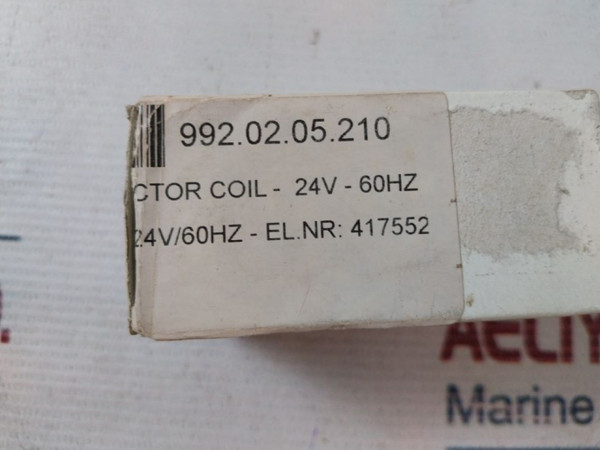 992.02.05.210
CTOR COIL - 24V - 60HZ
24V/60HZ - EL.NR: 417552
Marine